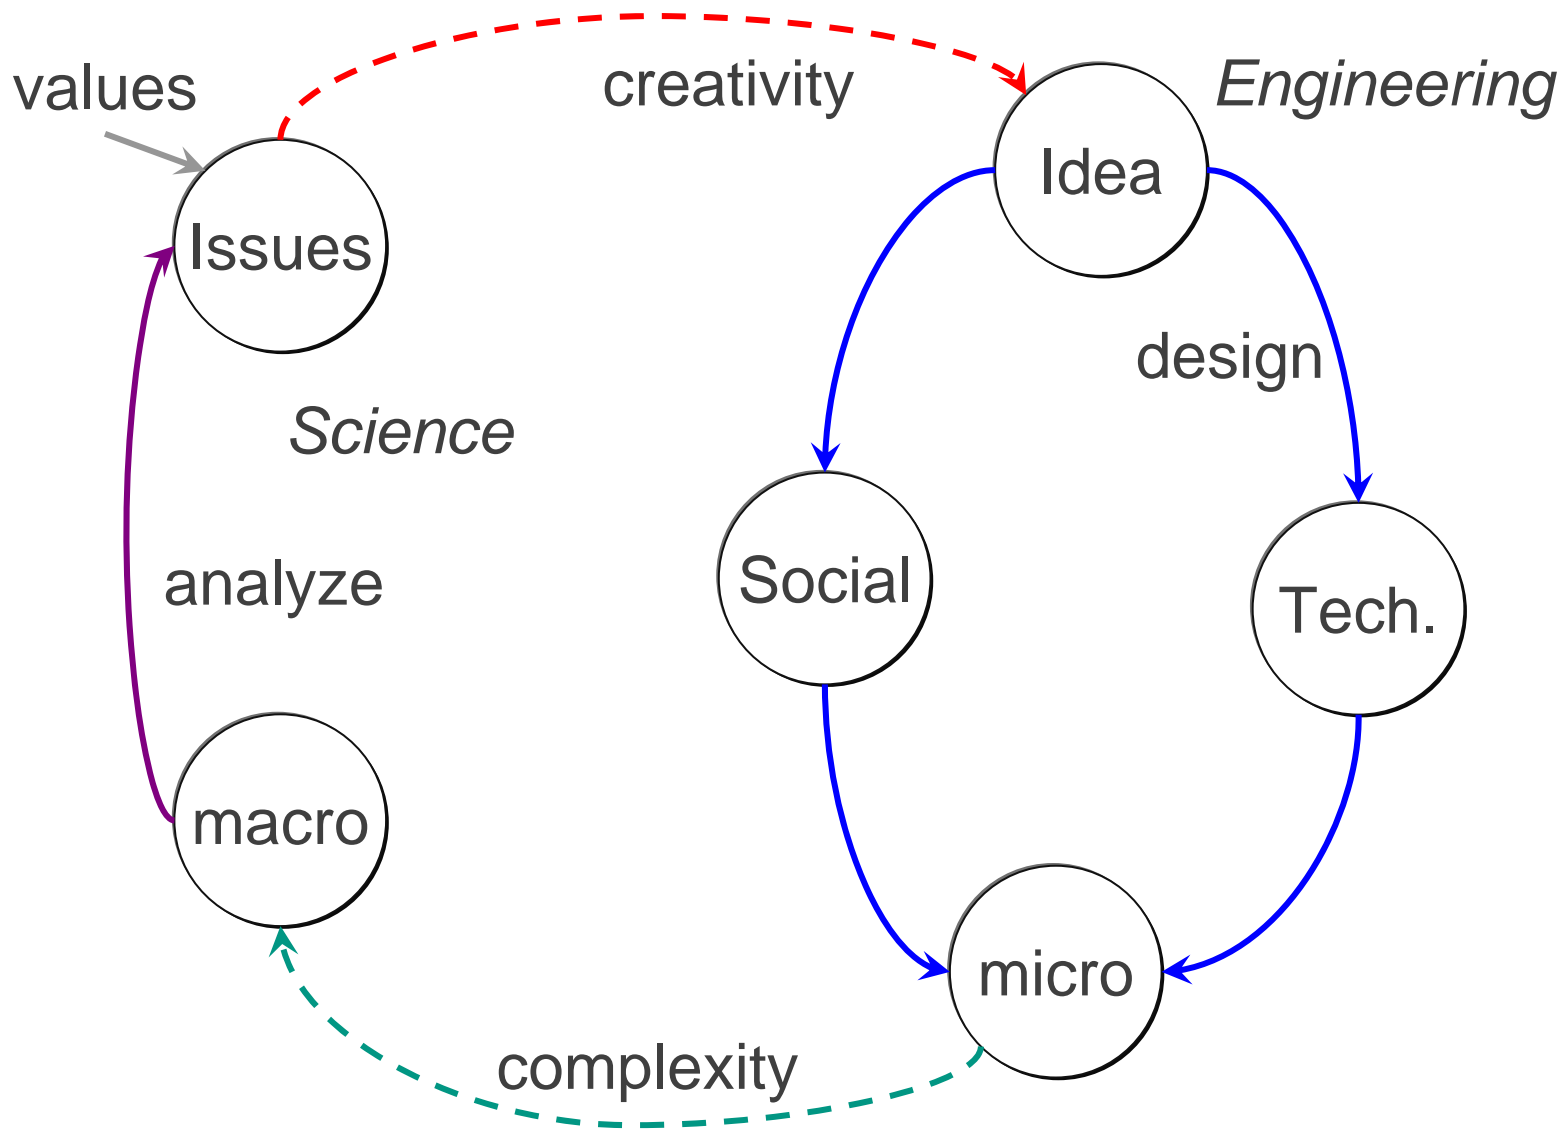 values
creativity
Engineering
Idea
Issues
design
Science
analyze
Social
Tech.
macro
micro
complexity